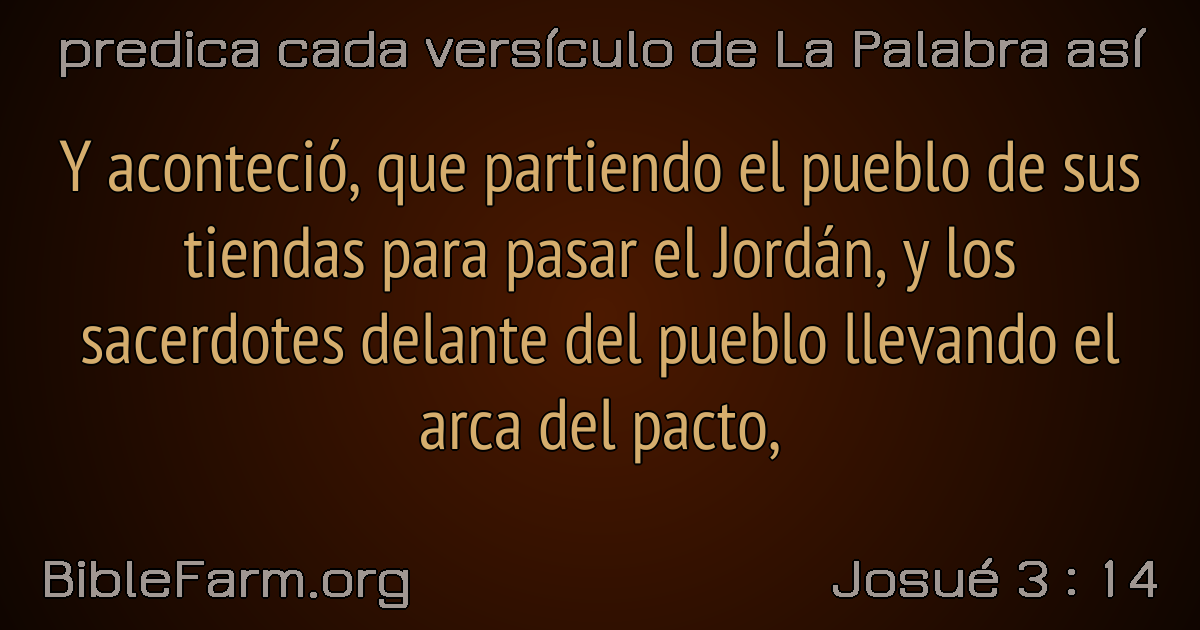 predica cada versículo de La Palabra así
Y aconteció, que partiendo el pueblo de sus
tiendas para pasar el Jordán, y los
sacerdotes delante del pueblo llevando el
arca del pacto,
BibleFarm.org
Josué 3 : 14